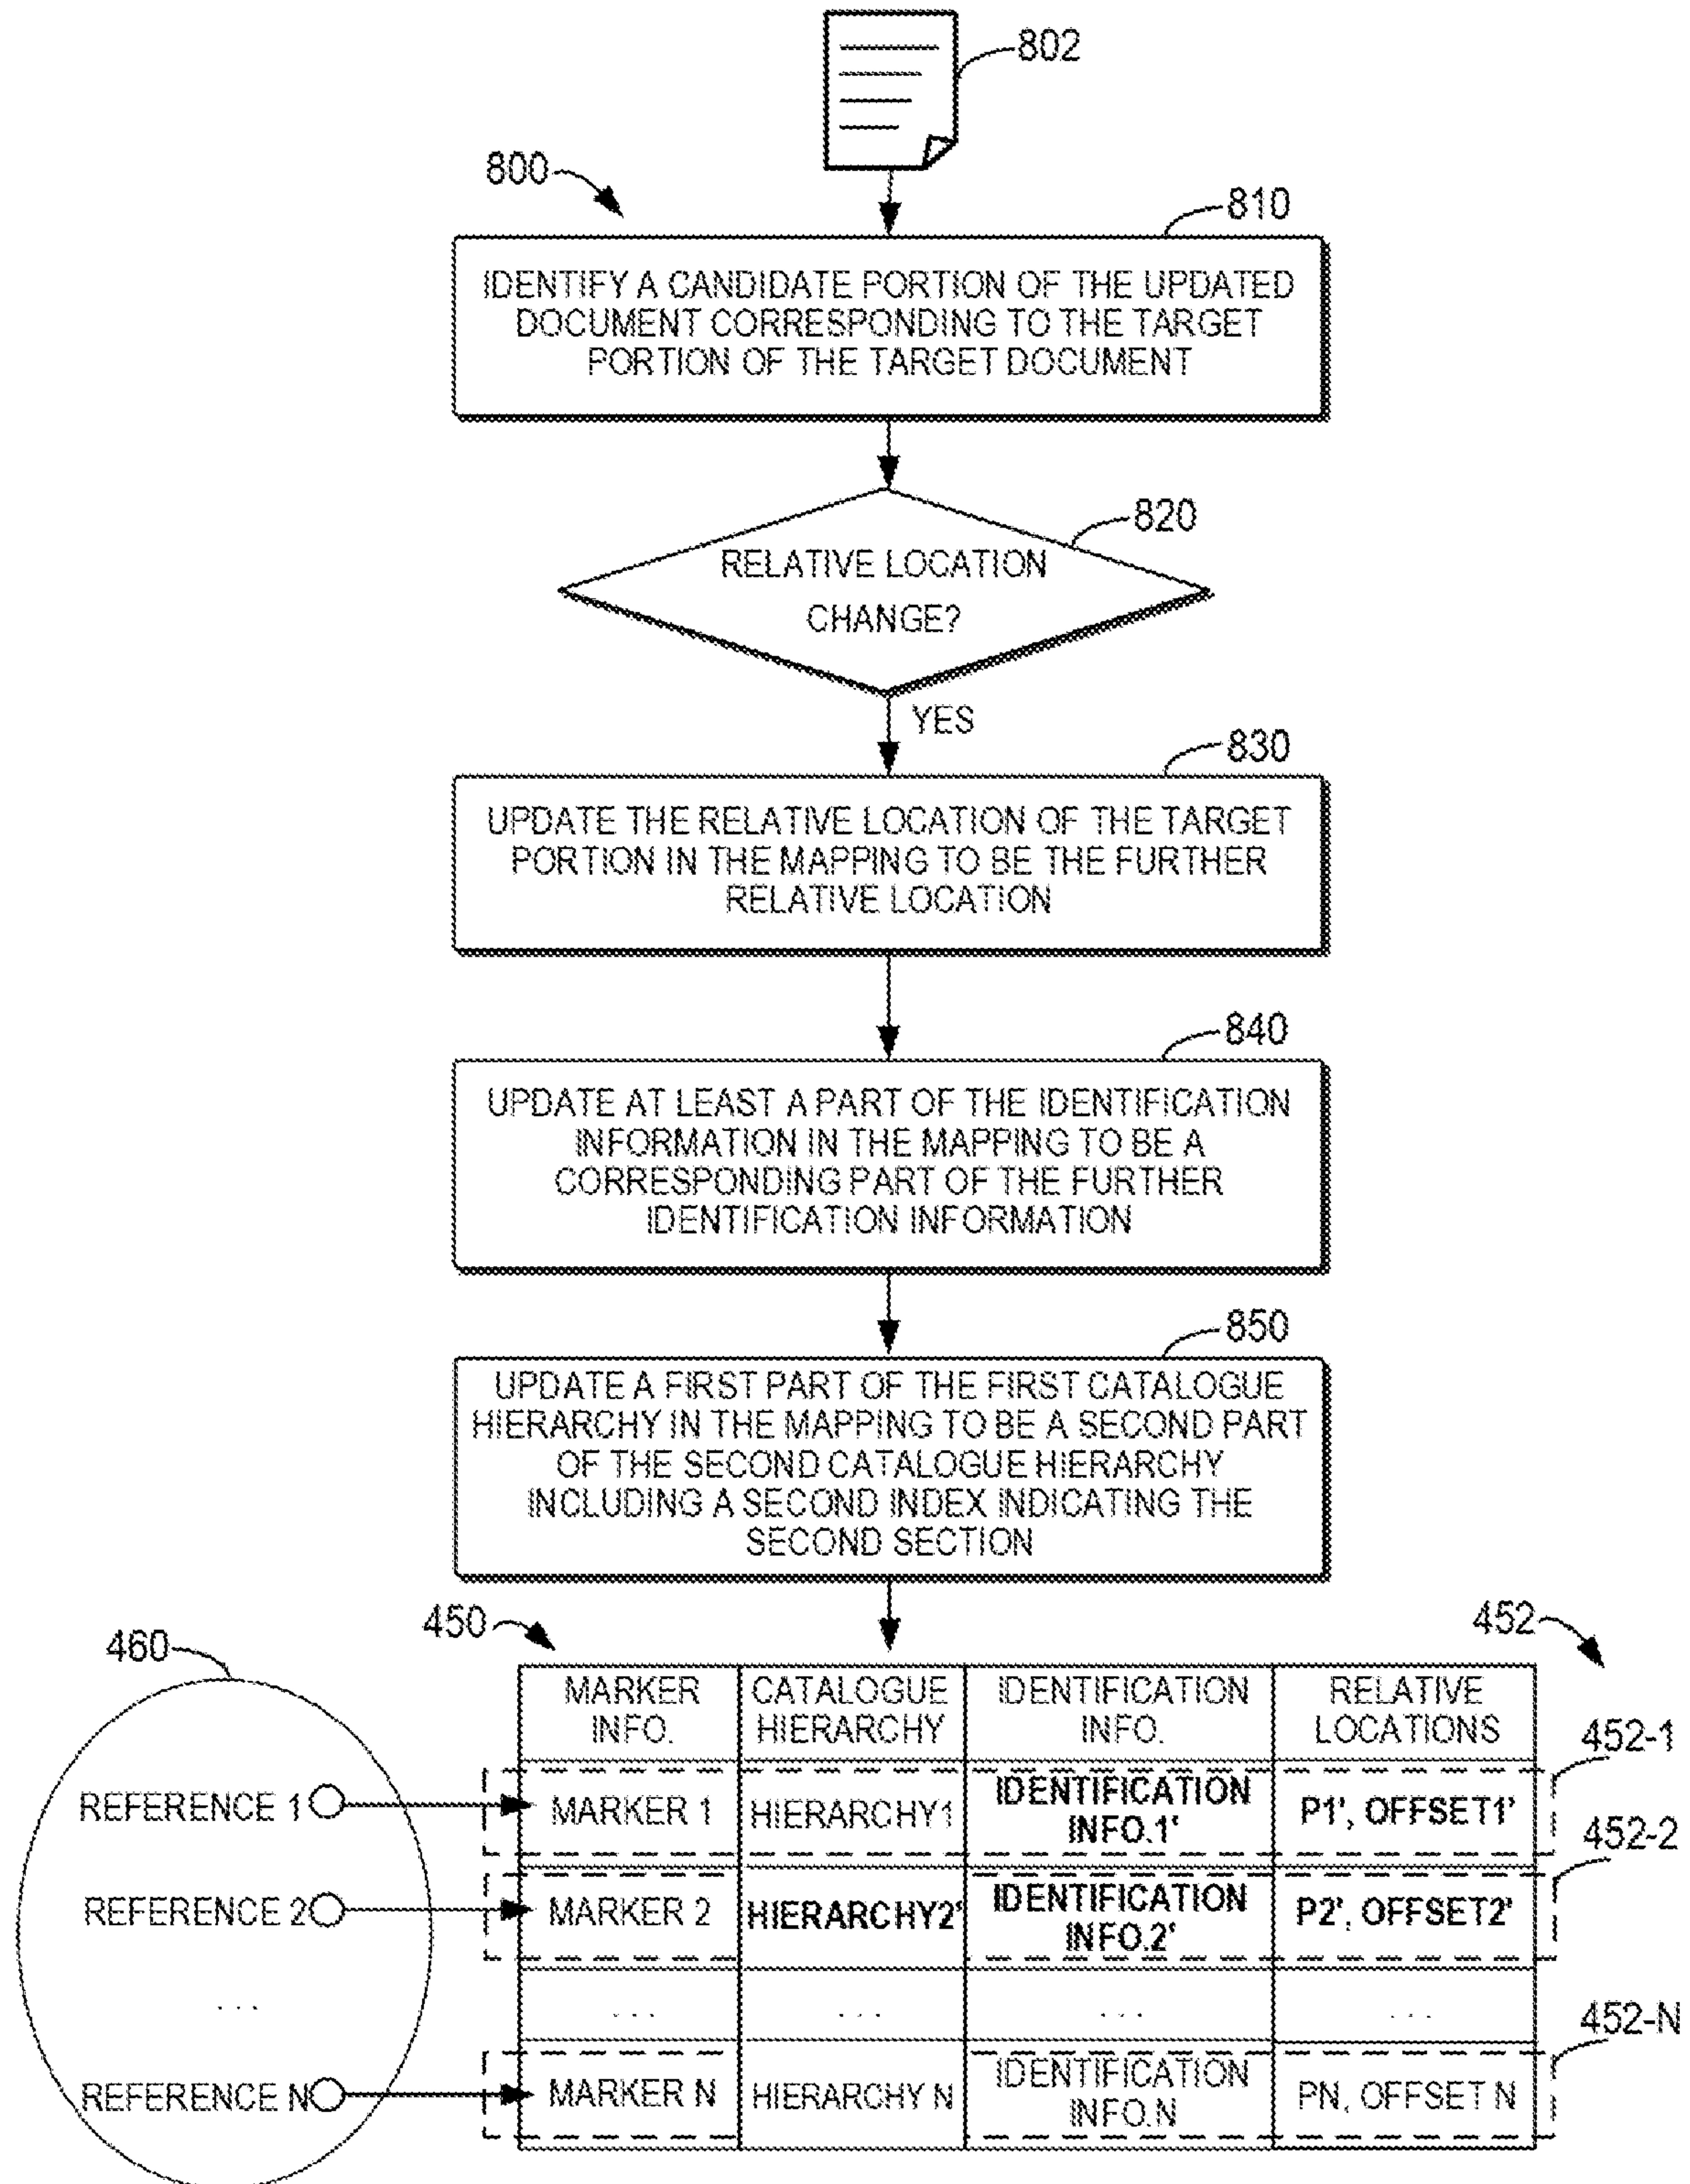 802
800
810
IDENTIFY A CANDIDATE PORTION OF THE UPDATED
DOCUMENT CORRESPONDING TO THE TARGET
PORTION OF THE TARGET DOCUMENT
820
RELATIVE LOCATION
CHANGE?
YES
830
UPDATE THE RELATIVE LOCATION OF THE TARGET
PORTION IN THE MAPPING TO BE THE FURTHER
RELATIVE LOCATION
840
UPDATE AT LEAST A PART OF THE IDENTIFICATION
INFORMATION IN THE MAPPING TO BE A
CORRESPONDING PART OF THE FURTHER
IDENTIFICATION INFORMATION
850
UPDATE A FIRST PART OF THE FIRST CATALOGUE
HIERARCHY IN THE MAPPING TO BE A SECOND PART
OF THE SECOND CATALOGUE HIERARCHY
INCLUDING A SECOND INDEX INDICATING THE
SECOND SECTION
460
450
452
MARKER INFO.
CATALOGUE HIERARCHY
IDENTIFICATION INFO.
RELATIVE LOCATIONS
452-1
REFERENCE 1
MARKER 1
HIERARCHY1
IDENTIFICATION INFO.1'
P1', OFFSET1'
452-2
REFERENCE 2
MARKER 2
HIERARCHY2'
IDENTIFICATION INFO.2'
P2', OFFSET2'
. . .
. . .
. . .
. . .
. . .
452-N
REFERENCE N
MARKER N
HIERARCHY N
IDENTIFICATION INFO.N
PN, OFFSET N